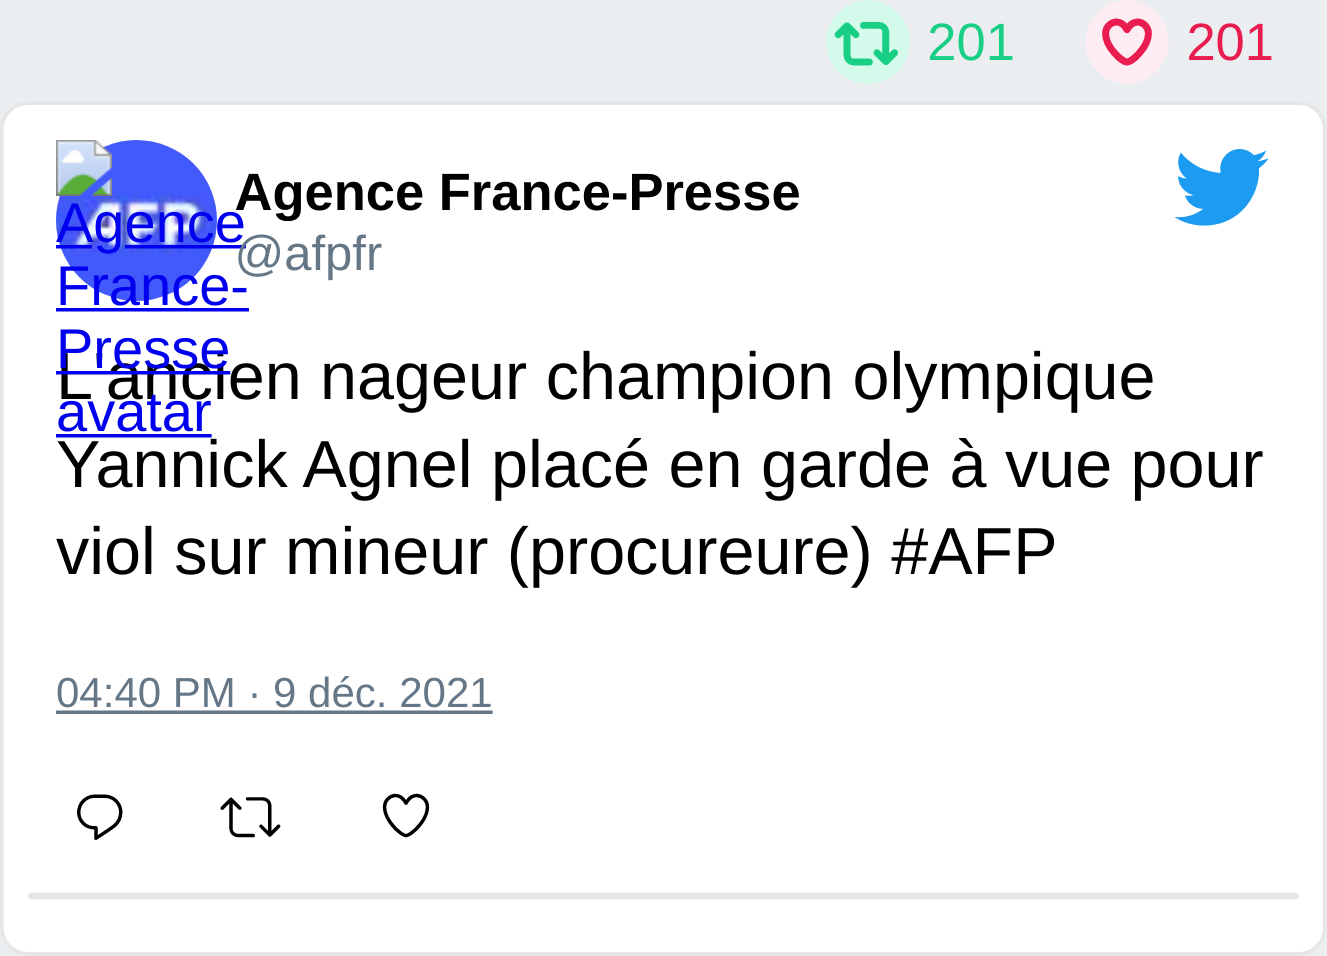 201 201
Agence France-Presse
@afpfr
AFP
Agence
France-
Presse
avatar
L'ancien nageur champion olympique
Yannick Agnel placé en garde à vue pour
viol sur mineur (procureure) #AFP
04:40 PM · 9 déc. 2021